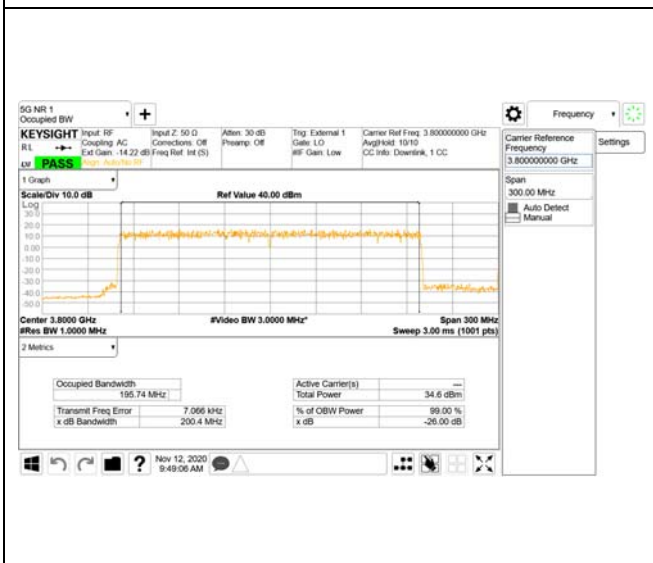 5G NR 1
Occupied BW
+
Frequency
KEYSIGHT
RL
PASS
Input: RF
Coupling: AC
Ext Gain: -14.22 dB
Align: Auto/No RF
Input Z: 50 Ω
Corrections: Off
Freq Ref: Int (S)
Atten: 30 dB
Preamp: Off
Trig: External 1
Gate: LO
#IF Gain: Low
Carrier Ref Freq: 3.800000000 GHz
Avg|Hold: 10/10
CC Info: Downlink, 1 CC
Carrier Reference
Frequency
3.800000000 GHz
Settings
Span
300.00 MHz
Auto Detect
Manual
1 Graph
Scale/Div 10.0 dB
Ref Value 40.00 dBm
Log
30.0
20.0
10.0
0.00
-10.0
-20.0
-30.0
-40.0
-50.0
Center 3.8000 GHz
#Video BW 3.0000 MHz*
Span 300 MHz
#Res BW 1.0000 MHz
Sweep 3.00 ms (1001 pts)
2 Metrics
Occupied Bandwidth
195.74 MHz
Active Carrier(s)
---
Total Power
34.6 dBm
Transmit Freq Error
7.066 kHz
x dB Bandwidth
200.4 MHz
% of OBW Power
99.00 %
x dB
-26.00 dB
?
Nov 12, 2020
9:49:06 AM